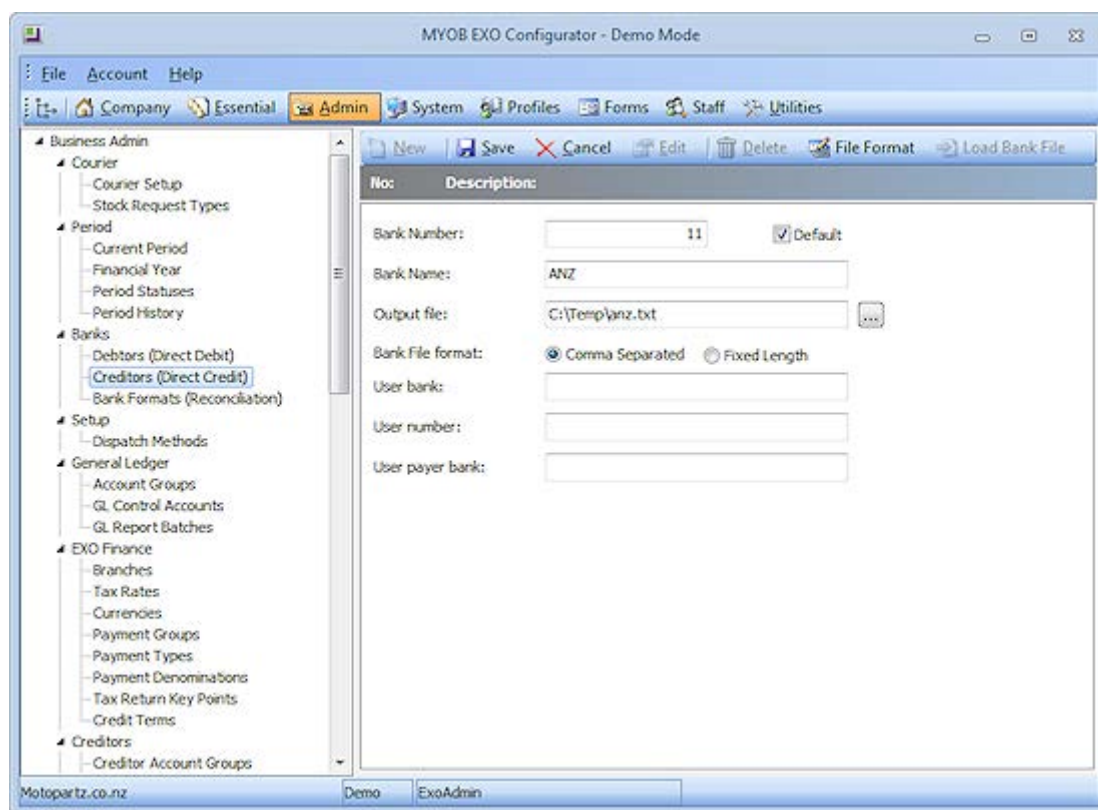 MYOB EXO Configurator - Demo Mode
File Account Help
Company Essential Admin System Profiles Forms Staff Utilities
Business Admin
Courier
Courier Setup
Stock Request Types
Period
Current Period
Financial Year
Period Statuses
Period History
Banks
Debtors (Direct Debit)
Creditors (Direct Credit)
Bank Formats (Reconciliation)
Setup
Dispatch Methods
General Ledger
Account Groups
GL Control Accounts
GL Report Batches
EXO Finance
Branches
Tax Rates
Currencies
Payment Groups
Payment Types
Payment Denominations
Tax Return Key Points
Credit Terms
Creditors
Creditor Account Groups
New Save Cancel Edit Delete File Format Load Bank File
No: Description:
Bank Number: 11 Default
Bank Name: ANZ
Output file: C:\Temp\anz.txt ...
Bank File format: Comma Separated Fixed Length
User bank:
User number:
User payer bank:
Motopartz.co.nz Demo ExoAdmin